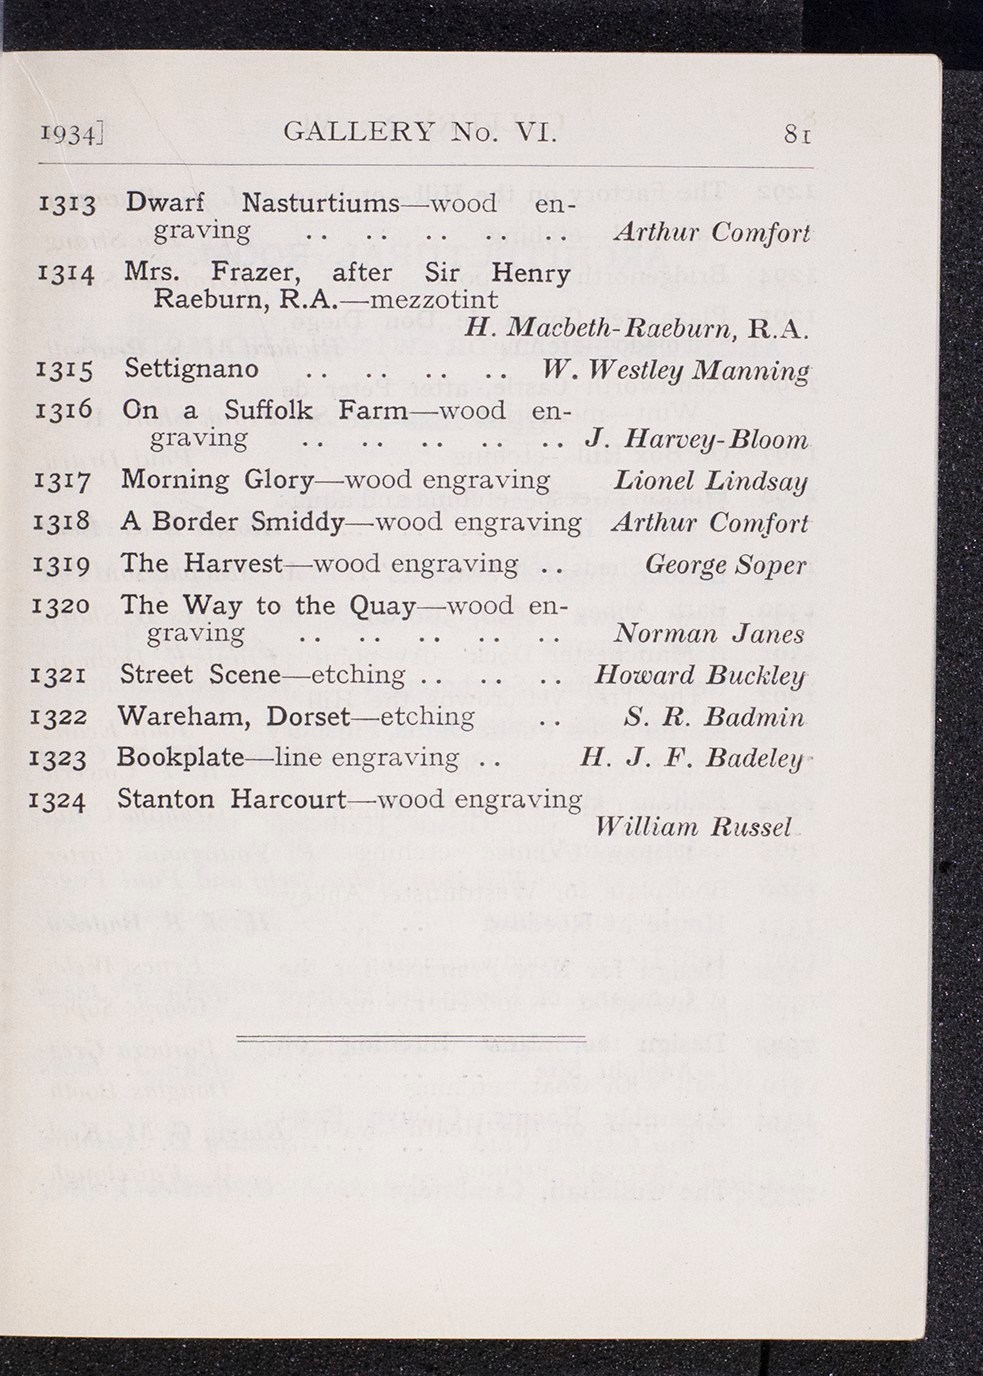 1934] GALLERY No. VI. 81
1313 Dwarf Nasturtiums—wood en-
graving .. .. .. .. .. Arthur Comfort
1314 Mrs. Frazer, after Sir Henry
Raeburn, R.A.—mezzotint
H. Macbeth-Raeburn, R.A.
1315 Settignano .. .. .. .. W. Westley Manning
1316 On a Suffolk Farm—wood en-
graving .. .. .. .. .. J. Harvey-Bloom
1317 Morning Glory—wood engraving Lionel Lindsay
1318 A Border Smiddy—wood engraving Arthur Comfort
1319 The Harvest—wood engraving .. George Soper
1320 The Way to the Quay—wood en-
graving .. .. .. .. .. Norman Janes
1321 Street Scene—etching .. .. .. Howard Buckley
1322 Wareham, Dorset—etching .. S. R. Badmin
1323 Bookplate—line engraving .. H. J. F. Badeley
1324 Stanton Harcourt—wood engraving
William Russel